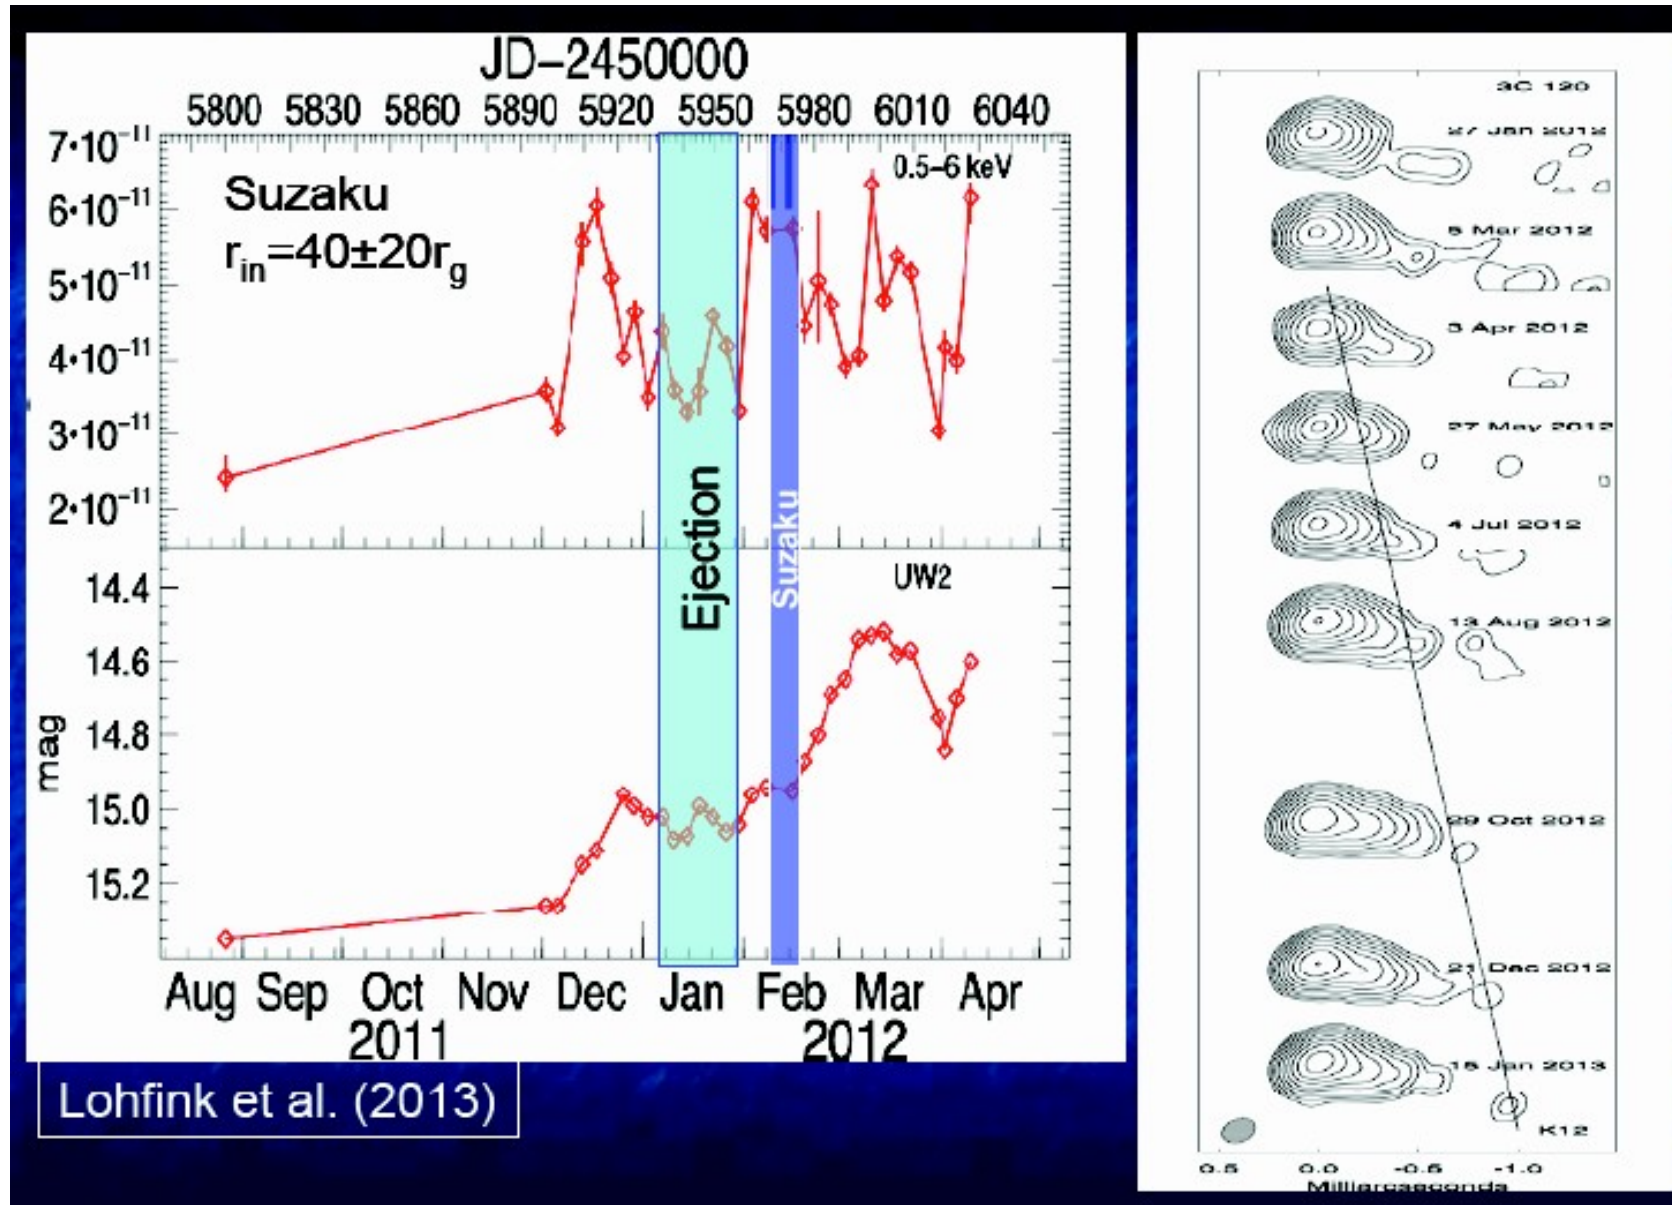 JD−2450000
5800 5830 5860 5890 5920 5950 5980 6010 6040
7•10⁻¹¹
6•10⁻¹¹
5•10⁻¹¹
4•10⁻¹¹
3•10⁻¹¹
2•10⁻¹¹
Suzaku
r_in=40±20r_g
0.5−6 keV
Ejection
Suzaku
UW2
14.4
14.6
14.8
15.0
15.2
mag
Aug Sep Oct Nov Dec Jan Feb Mar Apr
2011 2012
Lohfink et al. (2013)
3C 120
27 Jan 2012
5 Mar 2012
3 Apr 2012
27 May 2012
4 Jul 2012
13 Aug 2012
29 Oct 2012
21 Dec 2012
15 Jan 2013
K12
0.5 0.0 -0.5 -1.0
Milliarcseconds